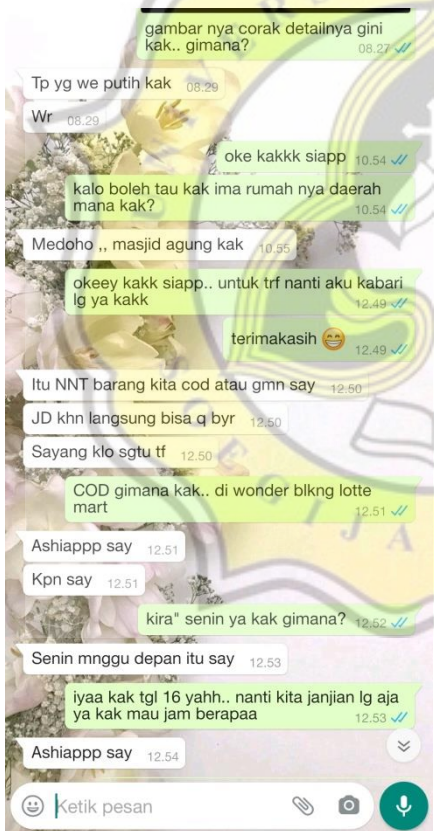 gambar nya corak detailnya gini
kak.. gimana?
08.27
Tp yg we putih kak 08.29
Wr 08.29
oke kakkk siapp 10.54
kalo boleh tau kak ima rumah nya daerah
mana kak?
10.54
Medoho ,, masjid agung kak 10.55
okeey kakk siapp.. untuk trf nanti aku kabari
lg ya kakk
12.49
terimakasih 😁 12.49
Itu NNT barang kita cod atau gmn say 12.50
JD khn langsung bisa q byr 12.50
Sayang klo sgtu tf 12.50
COD gimana kak.. di wonder blkng lotte
mart
12.51
Ashiappp say 12.51
Kpn say 12.51
kira" senin ya kak gimana? 12.52
Senin mnggu depan itu say 12.53
iyaa kak tgl 16 yahh.. nanti kita janjian lg aja
ya kak mau jam berapaa
12.53
Ashiappp say 12.54
Ketik pesan